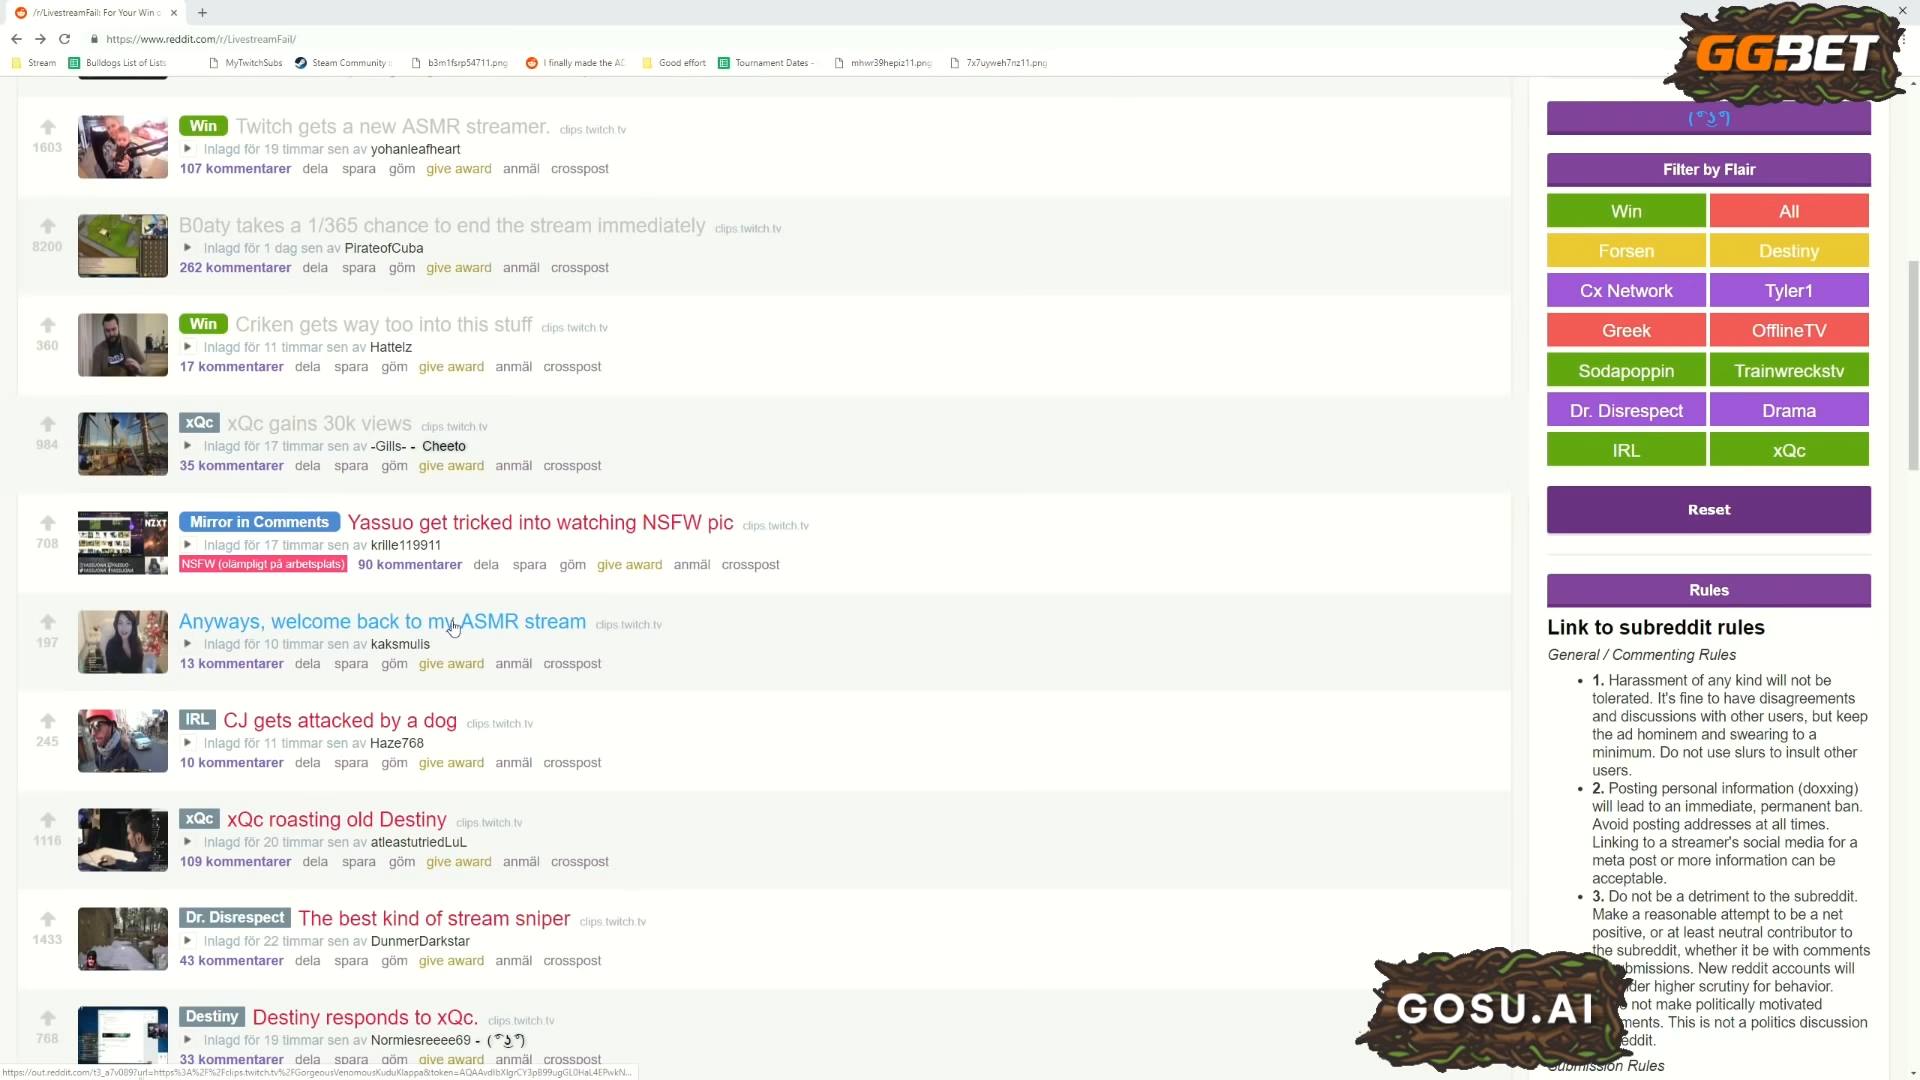 /r/LivestreamFail: For Your Win
https://www.reddit.com/r/LivestreamFail/
Stream
Bulldogs List of Lists
MyTwitchSubs
Steam Community
b3m1fsrp54711.png
I finally made the
Good effort
Tournament Dates -
mhwr39hepiz11.png
7x7uyweh7nz11.png
GG.BET
1603
Win Twitch gets a new ASMR streamer. clips.twitch.tv
Inlagd för 19 timmar sen av yohanleafheart
107 kommentarer dela spara göm give award anmäl crosspost
8200
B0aty takes a 1/365 chance to end the stream immediately clips.twitch.tv
Inlagd för 1 dag sen av PirateofCuba
262 kommentarer dela spara göm give award anmäl crosspost
360
Win Criken gets way too into this stuff clips.twitch.tv
Inlagd för 11 timmar sen av Hattelz
17 kommentarer dela spara göm give award anmäl crosspost
984
xQc xQc gains 30k views clips.twitch.tv
Inlagd för 17 timmar sen av -Gills- - Cheeto
35 kommentarer dela spara göm give award anmäl crosspost
708
Mirror in Comments Yassuo get tricked into watching NSFW pic clips.twitch.tv
Inlagd för 17 timmar sen av krille119911
NSFW (olämpligt på arbetsplats) 90 kommentarer dela spara göm give award anmäl crosspost
197
Anyways, welcome back to my ASMR stream clips.twitch.tv
Inlagd för 10 timmar sen av kaksmulis
13 kommentarer dela spara göm give award anmäl crosspost
245
IRL CJ gets attacked by a dog clips.twitch.tv
Inlagd för 11 timmar sen av Haze768
10 kommentarer dela spara göm give award anmäl crosspost
1116
xQc xQc roasting old Destiny clips.twitch.tv
Inlagd för 20 timmar sen av atleastutriedLuL
109 kommentarer dela spara göm give award anmäl crosspost
1433
Dr. Disrespect The best kind of stream sniper clips.twitch.tv
Inlagd för 22 timmar sen av DunmerDarkstar
43 kommentarer dela spara göm give award anmäl crosspost
768
Destiny Destiny responds to xQc. clips.twitch.tv
Inlagd för 19 timmar sen av Normiesreeee69 - ( ͡° ͜ʖ ͡°)
33 kommentarer dela spara göm give award anmäl crosspost
( ͡° ͜ʖ ͡°)
Filter by Flair
Win All
Forsen Destiny
Cx Network Tyler1
Greek OfflineTV
Sodapoppin Trainwreckstv
Dr. Disrespect Drama
IRL xQc
Reset
Rules
Link to subreddit rules
General / Commenting Rules
• 1. Harassment of any kind will not be
tolerated. It's fine to have disagreements
and discussions with other users, but keep
the ad hominem and swearing to a
minimum. Do not use slurs to insult other
users.
• 2. Posting personal information (doxxing)
will lead to an immediate, permanent ban.
Avoid posting addresses at all times.
Linking to a streamer's social media for a
meta post or more information can be
acceptable.
• 3. Do not be a detriment to the subreddit.
Make a reasonable attempt to be a net
positive, or at least neutral contributor to
the subreddit, whether it be with comments
bmissions. New reddit accounts will
der higher scrutiny for behavior.
not make politically motivated
ments. This is not a politics discussion
eddit.
Submission Rules
GOSU.AI